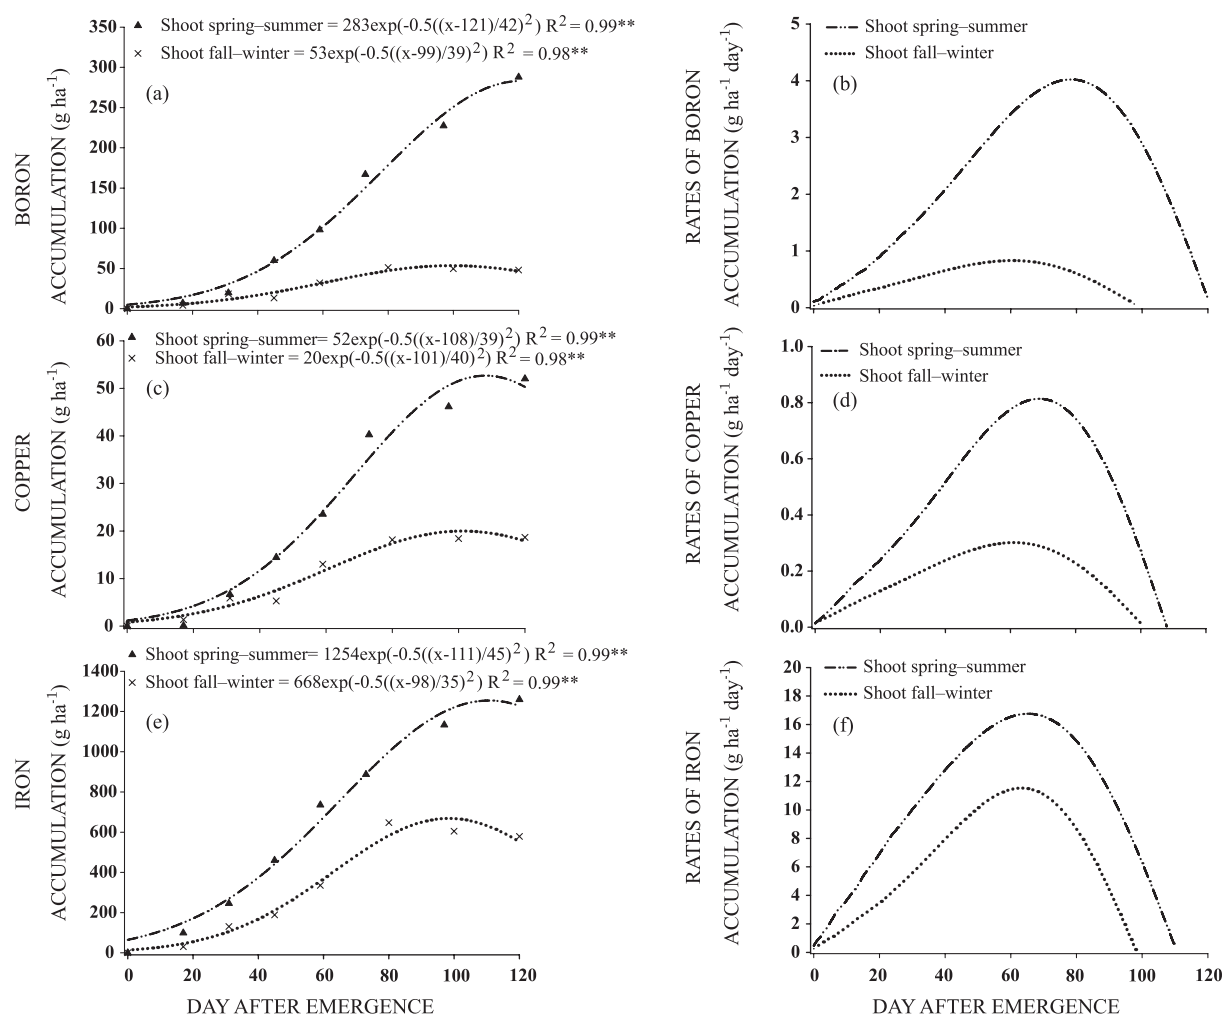 Shoot spring–summer = 283exp(-0.5((x-121)/42)²) R² = 0.99**
Shoot fall–winter = 53exp(-0.5((x-99)/39)²) R² = 0.98**
(a)
BORON
ACCUMULATION (g ha⁻¹)
350
300
250
200
150
100
50
0
Shoot spring–summer
Shoot fall–winter
(b)
RATES OF BORON
ACCUMULATION (g ha⁻¹ day⁻¹)
5
4
3
2
1
0
Shoot spring–summer= 52exp(-0.5((x-108)/39)²) R² = 0.99**
Shoot fall–winter = 20exp(-0.5((x-101)/40)²) R² = 0.98**
(c)
COPPER
ACCUMULATION (g ha⁻¹)
60
50
40
30
20
10
0
Shoot spring–summer
Shoot fall–winter
(d)
RATES OF COPPER
ACCUMULATION (g ha⁻¹ day⁻¹)
1.0
0.8
0.6
0.4
0.2
0.0
Shoot spring–summer= 1254exp(-0.5((x-111)/45)²) R² = 0.99**
Shoot fall–winter = 668exp(-0.5((x-98)/35)²) R² = 0.99**
(e)
IRON
ACCUMULATION (g ha⁻¹)
1400
1200
1000
800
600
400
200
0
0 20 40 60 80 100 120
DAY AFTER EMERGENCE
Shoot spring–summer
Shoot fall–winter
(f)
RATES OF IRON
ACCUMULATION (g ha⁻¹ day⁻¹)
20
18
16
14
12
10
8
6
4
2
0
0 20 40 60 80 100 120
DAY AFTER EMERGENCE